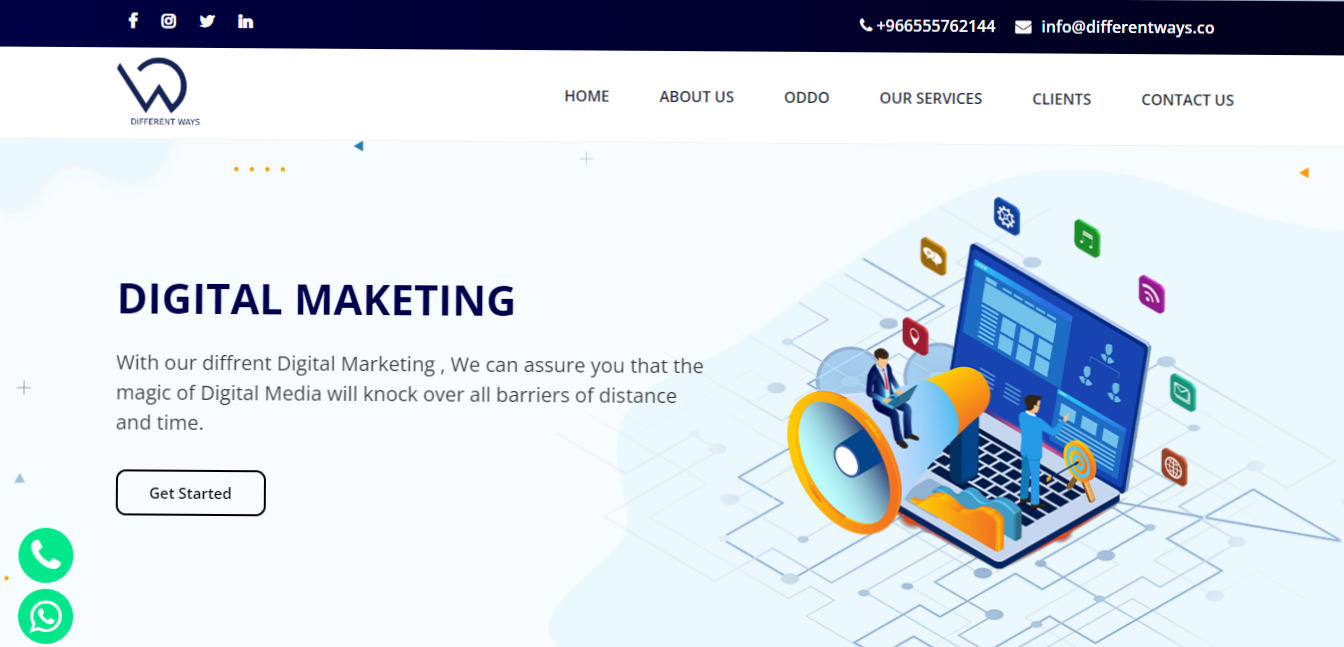 +966555762144 info@differentways.co
DIFFERENT WAYS
HOME ABOUT US ODDO OUR SERVICES CLIENTS CONTACT US
DIGITAL MAKETING
With our diffrent Digital Marketing , We can assure you that the
magic of Digital Media will knock over all barriers of distance
and time.
Get Started